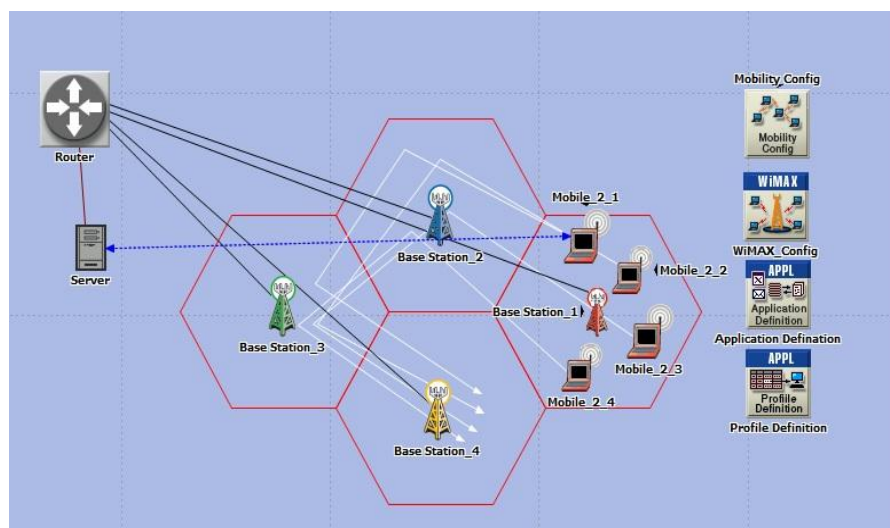 Mobility_Config
Mobility
Config
Router
Mobile_2_1
WiMAX
WiMAX_Config
Base Station_2
Mobile_2_2
Server
APPL
Application
Definition
Base Station_1
Application Defination
Base Station_3
Mobile_2_3
APPL
Profile
Definition
Mobile_2_4
Profile Definition
Base Station_4